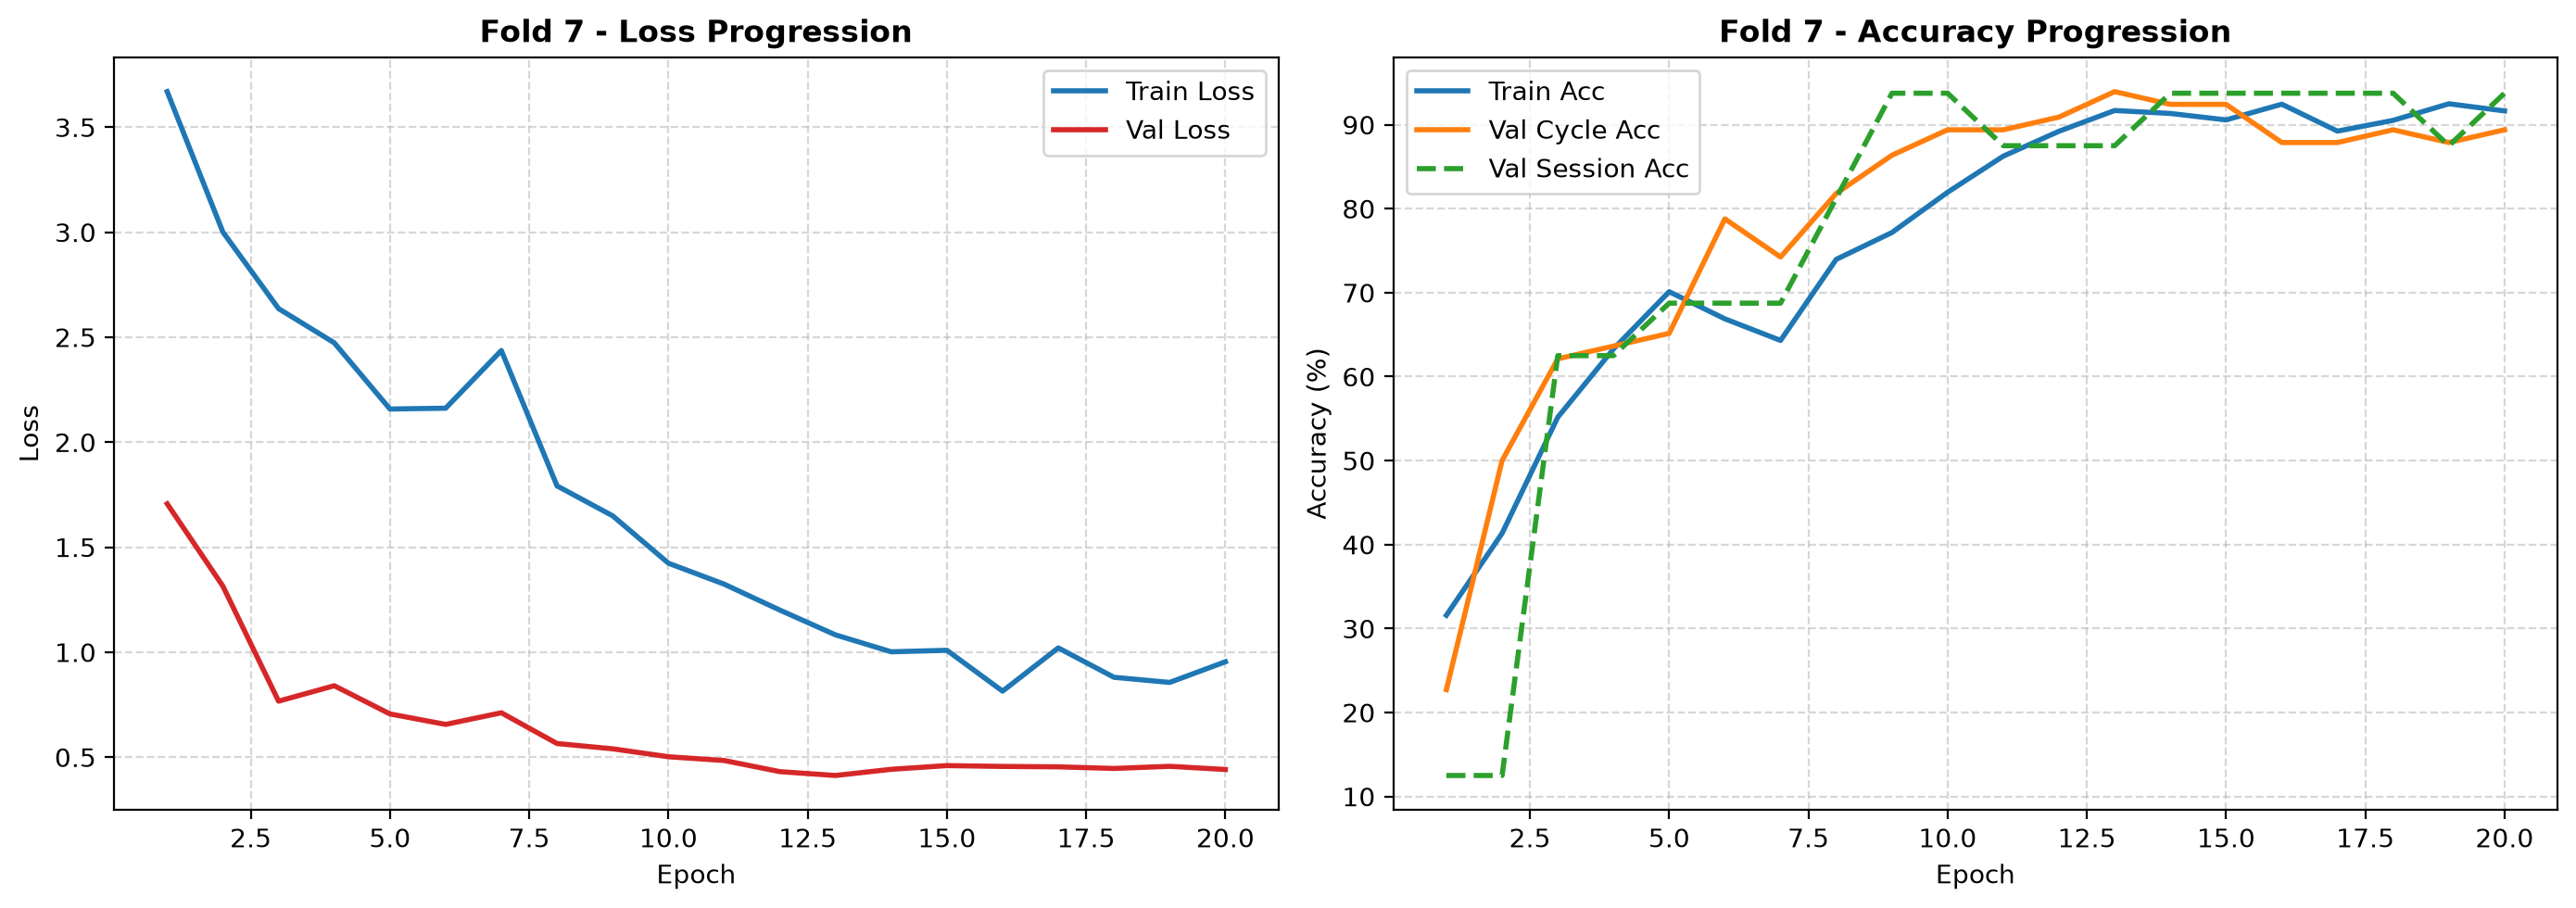 Fold 7 - Loss Progression
Train Loss
Val Loss
3.5
3.0
2.5
2.0
1.5
1.0
0.5
Loss
2.5 5.0 7.5 10.0 12.5 15.0 17.5 20.0
Epoch
Fold 7 - Accuracy Progression
Train Acc
Val Cycle Acc
Val Session Acc
90
80
70
60
50
40
30
20
10
Accuracy (%)
2.5 5.0 7.5 10.0 12.5 15.0 17.5 20.0
Epoch